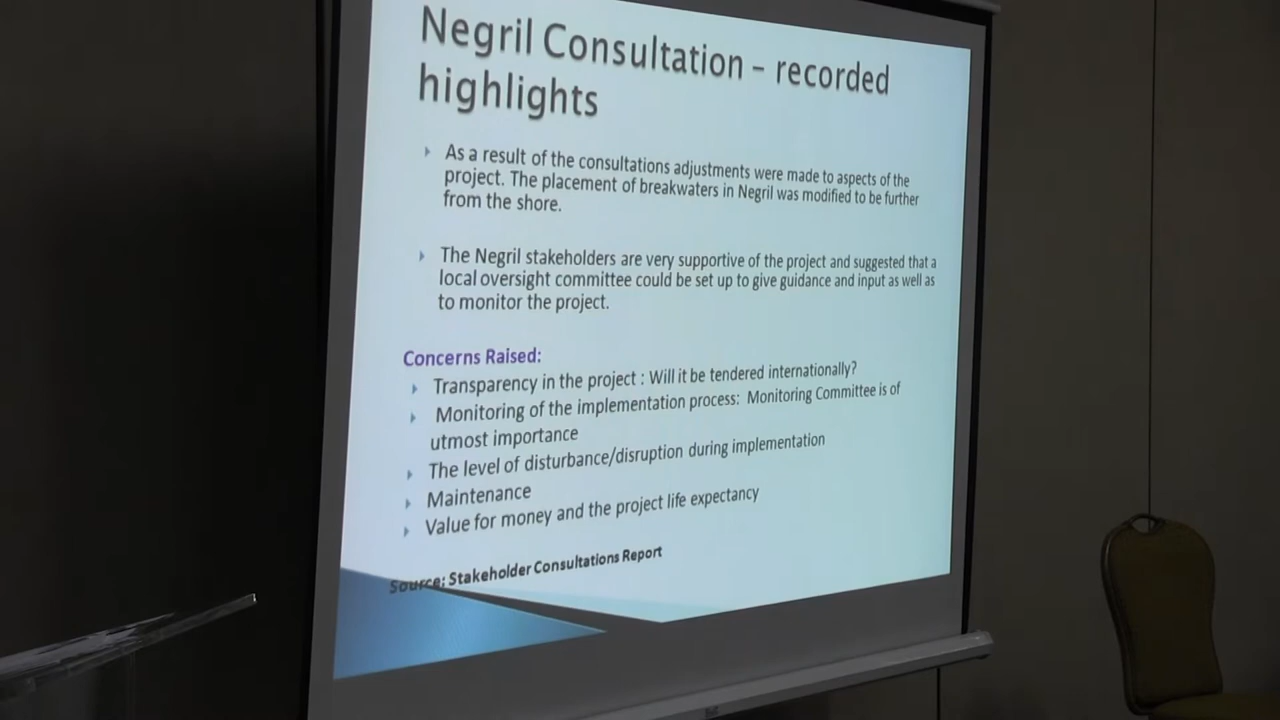 Negril Consultation – recorded
highlights
As a result of the consultations adjustments were made to aspects of the
project. The placement of breakwaters in Negril was modified to be further
from the shore.
The Negril stakeholders are very supportive of the project and suggested that a
local oversight committee could be set up to give guidance and input as well as
to monitor the project.
Concerns Raised:
Transparency in the project : Will it be tendered internationally?
Monitoring of the implementation process: Monitoring Committee is of
utmost importance
The level of disturbance/disruption during implementation
Maintenance
Value for money and the project life expectancy
Source: Stakeholder Consultations Report